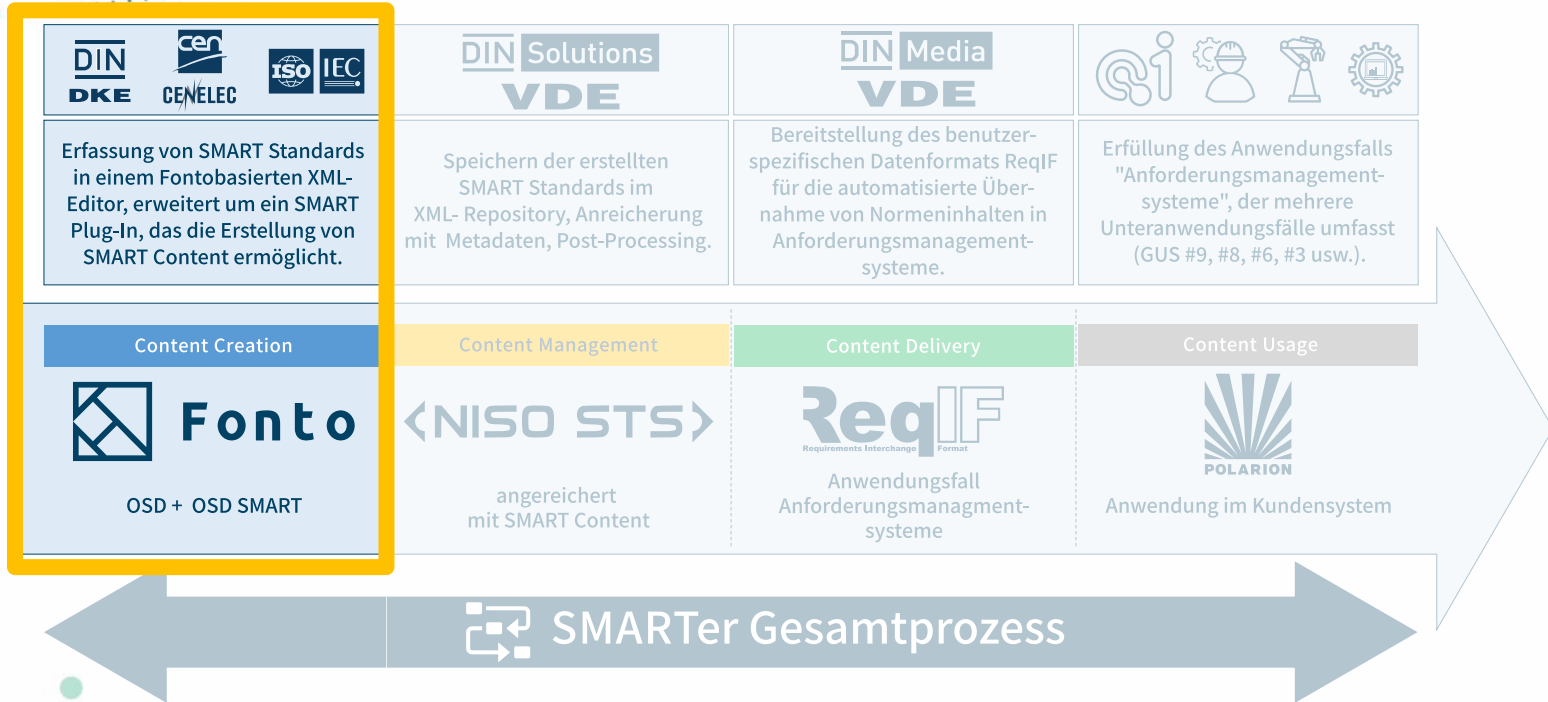 DIN
DKE
cen
CENELEC
ISO
IEC
DIN Solutions
VDE
DIN Media
VDE
Erfassung von SMART Standards
in einem Fontobasierten XML-
Editor, erweitert um ein SMART
Plug-In, das die Erstellung von
SMART Content ermöglicht.
Speichern der erstellten
SMART Standards im
XML- Repository, Anreicherung
mit Metadaten, Post-Processing.
Bereitstellung des benutzer-
spezifischen Datenformats ReqIF
für die automatisierte Über-
nahme von Normeninhalten in
Anforderungsmanagement-
systeme.
Erfüllung des Anwendungsfalls
"Anforderungsmanagement-
systeme", der mehrere
Unteranwendungsfälle umfasst
(GUS #9, #8, #6, #3 usw.).
Content Creation
Content Management
Content Delivery
Content Usage
Fonto
<NISO STS>
ReqIF
Requirements Interchange Format
POLARION
OSD + OSD SMART
angereichert
mit SMART Content
Anwendungsfall
Anforderungsmanagment-
systeme
Anwendung im Kundensystem
SMARTer Gesamtprozess